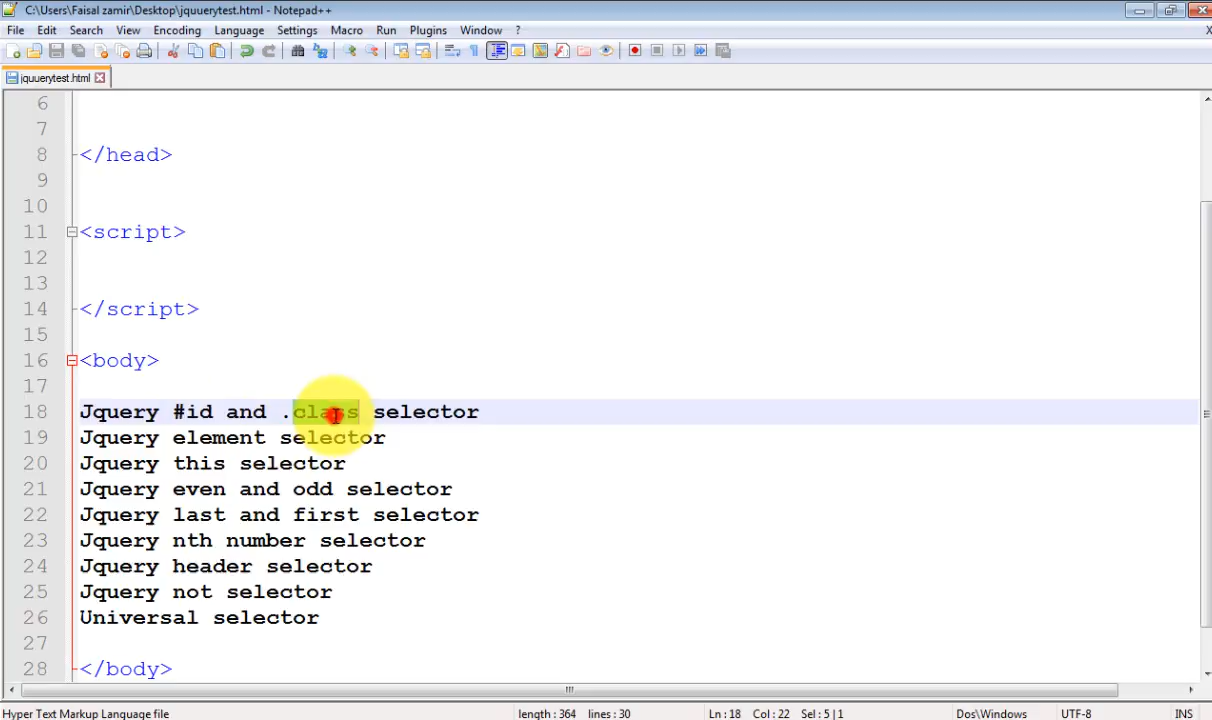 C:\Users\Faisal zamir\Desktop\jquuerytest.html - Notepad++
File Edit Search View Encoding Language Settings Macro Run Plugins Window ? X
jquuerytest.html
6
7
8 </head>
9
10
11 <script>
12
13
14 </script>
15
16 <body>
17
18 Jquery #id and .class selector
19 Jquery element selector
20 Jquery this selector
21 Jquery even and odd selector
22 Jquery last and first selector
23 Jquery nth number selector
24 Jquery header selector
25 Jquery not selector
26 Universal selector
27
28 </body>
Hyper Text Markup Language file length : 364 lines : 30 Ln : 18 Col : 22 Sel : 5 | 1 Dos\Windows UTF-8 INS